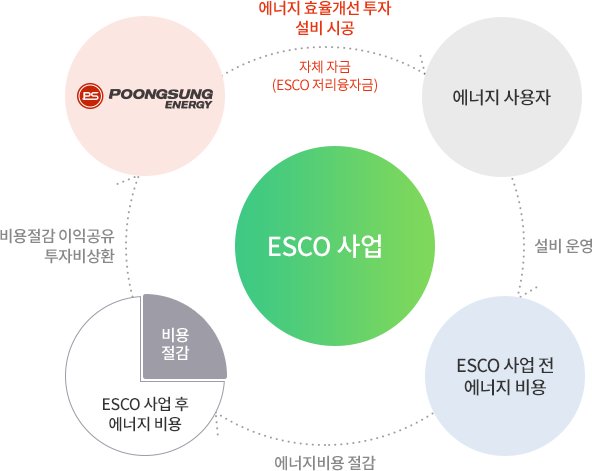 에너지 효율개선 투자
설비 시공
자체 자금
(ESCO 저리융자금)
PS POONGSUNG
ENERGY
에너지 사용자
비용절감 이익공유
투자비상환
ESCO 사업
설비 운영
비용
절감
ESCO 사업 후
에너지 비용
ESCO 사업 전
에너지 비용
에너지비용 절감